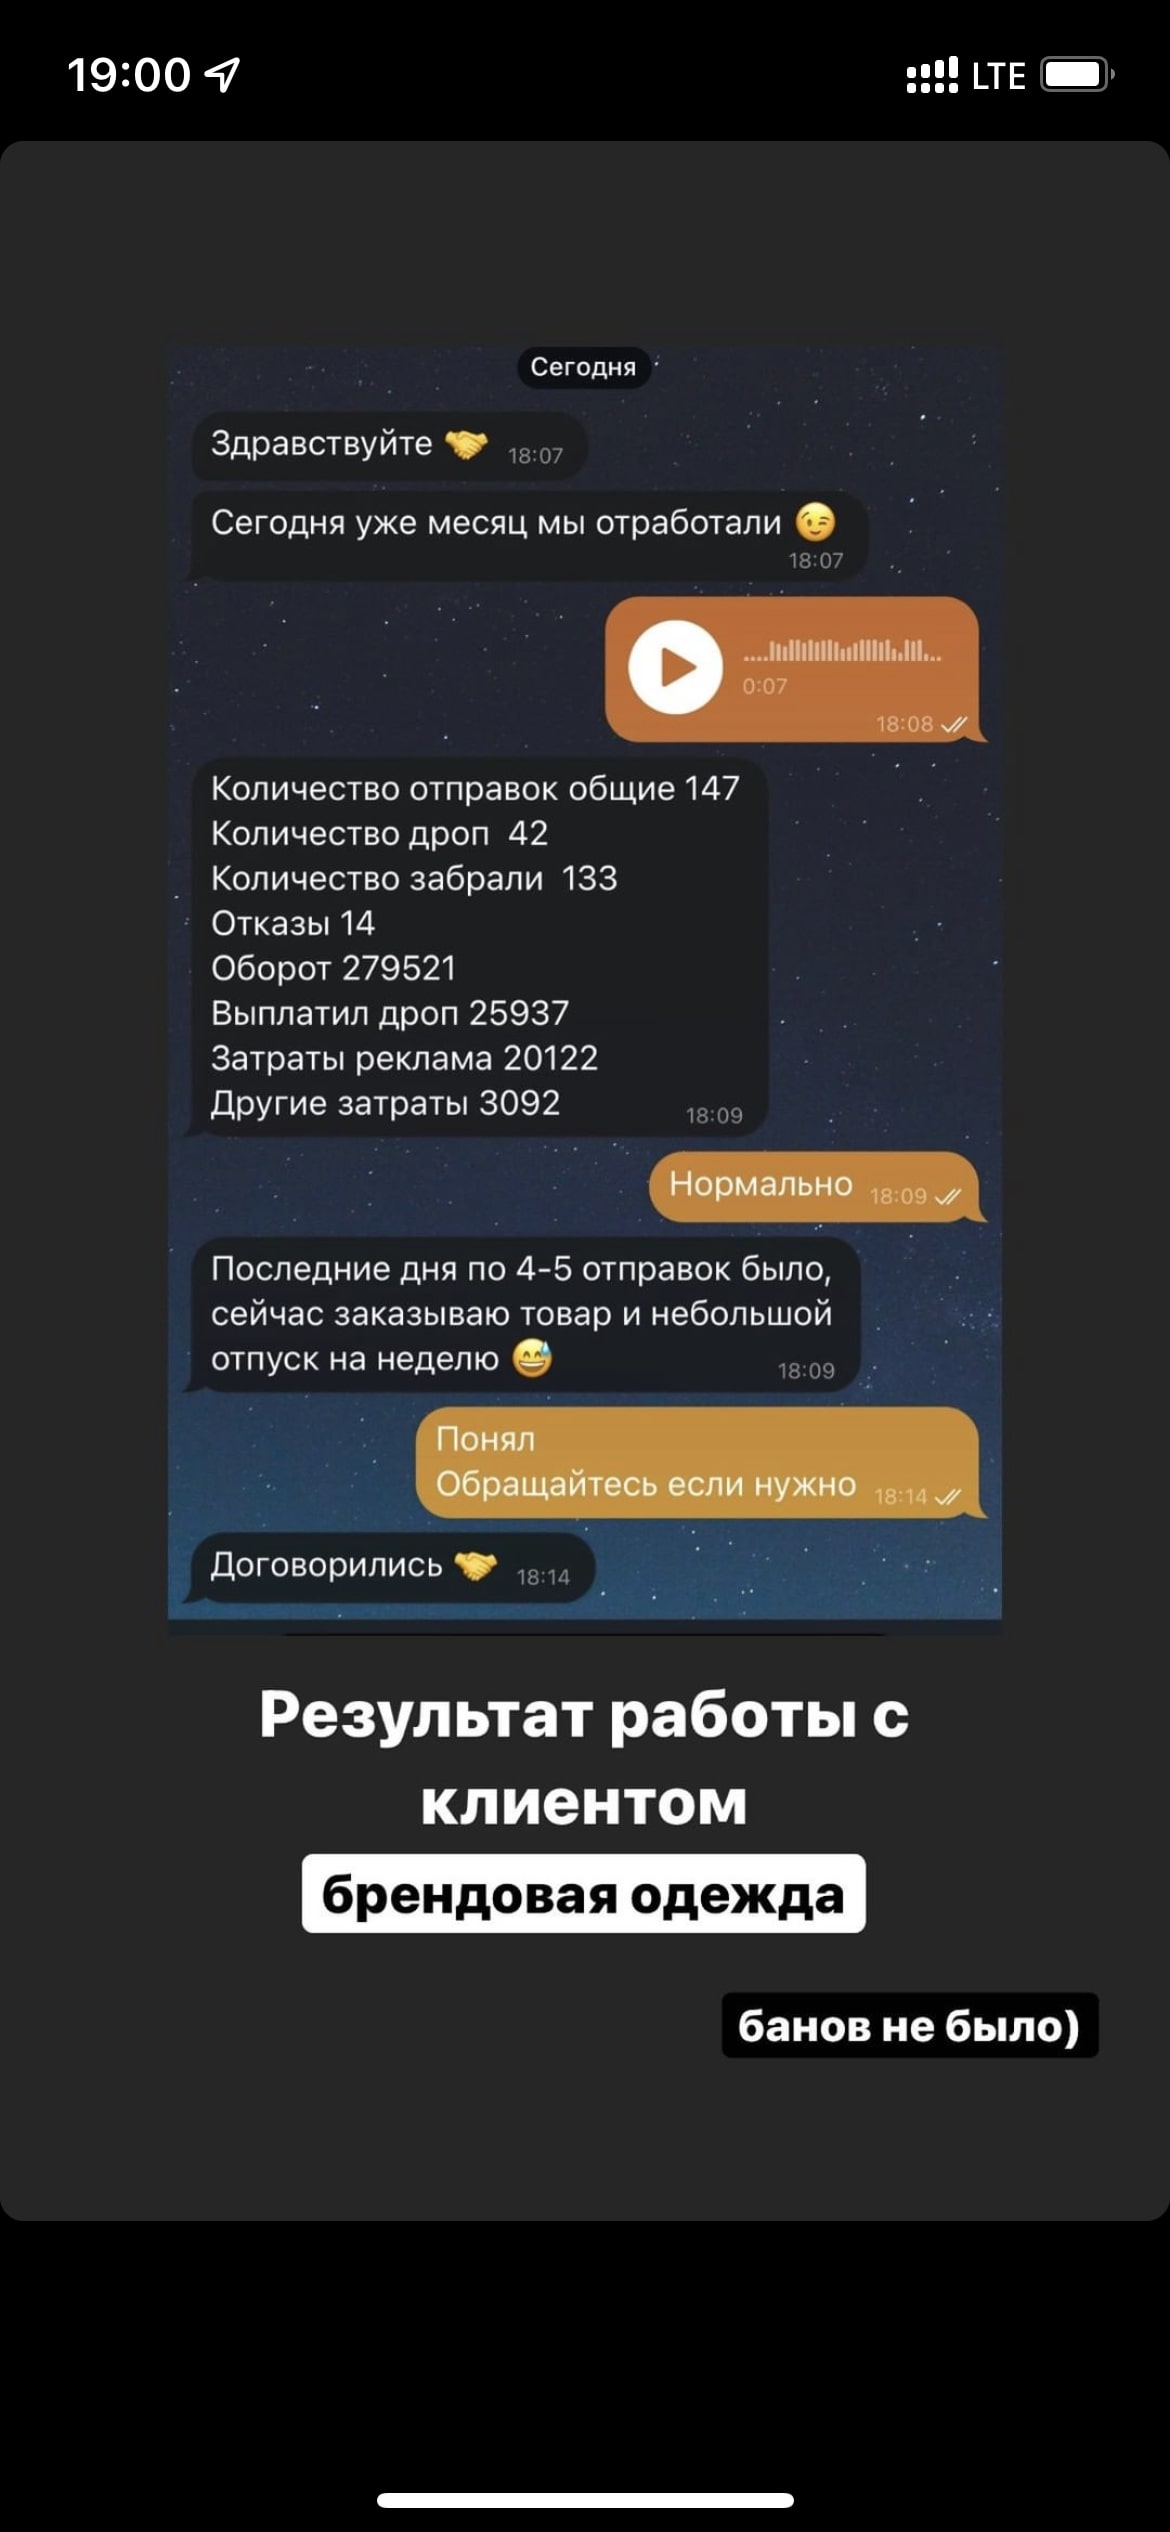 19:00
LTE
Сегодня
Здравствуйте 🤝 18:07
Сегодня уже месяц мы отработали 😉
18:07
0:07
18:08
Количество отправок общие 147
Количество дроп 42
Количество забрали 133
Отказы 14
Оборот 279521
Выплатил дроп 25937
Затраты реклама 20122
Другие затраты 3092 18:09
Нормально 18:09
Последние дня по 4-5 отправок было,
сейчас заказываю товар и небольшой
отпуск на неделю 😅 18:09
Понял
Обращайтесь если нужно 18:14
Договорились 🤝 18:14
Результат работы с
клиентом
брендовая одежда
банов не было)